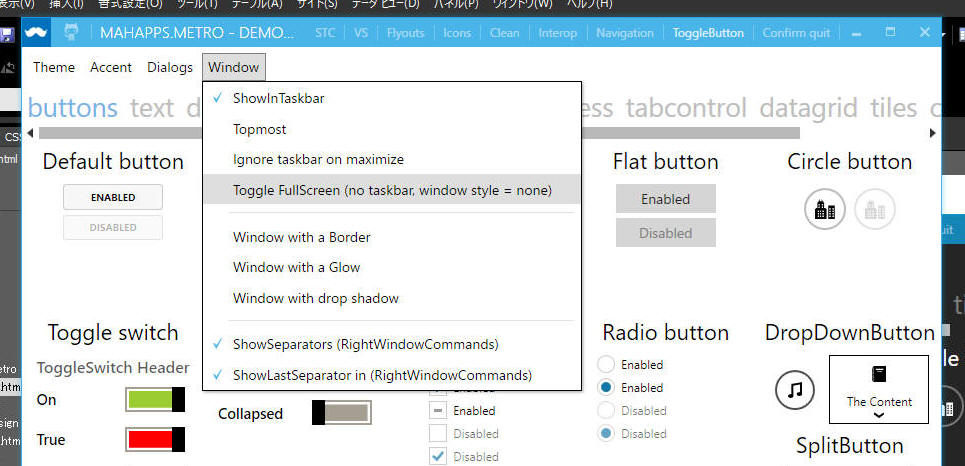 表示(V) 挿入(I) 書式設定(O) ツール(T) テーブル(A) サイト(S) データ ビュー(D) パネル(P) ウィンドウ(W) ヘルプ(H)
MAHAPPS.METRO - DEMO... STC VS Flyouts Icons Clean Interop Navigation ToggleButton Confirm quit
Theme Accent Dialogs Window
ShowInTaskbar
Topmost
Ignore taskbar on maximize
Toggle FullScreen (no taskbar, window style = none)
Window with a Border
Window with a Glow
Window with drop shadow
ShowSeparators (RightWindowCommands)
ShowLastSeparator in (RightWindowCommands)
buttons text tabcontrol datagrid tiles
CSS
Default button
ENABLED
DISABLED
Flat button
Enabled
Disabled
Circle button
Toggle switch
ToggleSwitch Header
On
True
Collapsed
Enabled
Disabled
Disabled
Radio button
Enabled
Enabled
Disabled
Disabled
DropDownButton
The Content
SplitButton